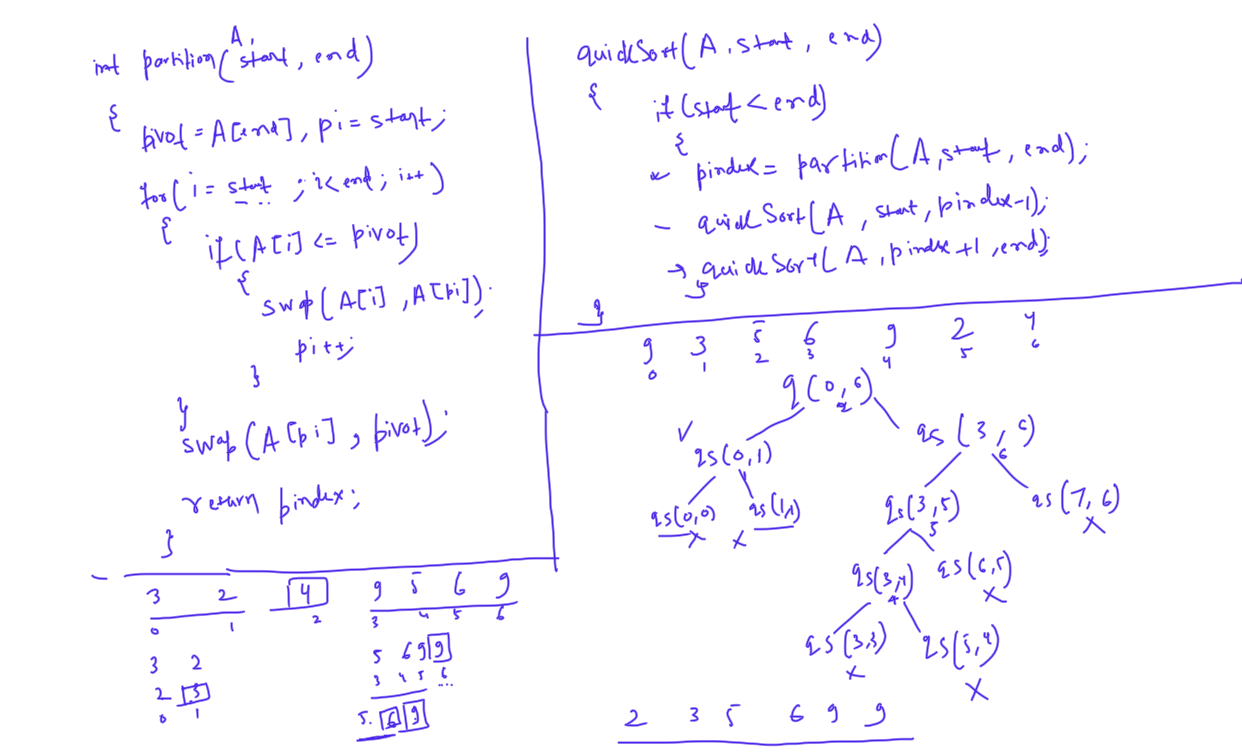 int partition(A, start, end)
{
pivot = A[end], pi = start;
for(i = start ; i<end; i++)
{
if(A[i] <= pivot)
{
swap(A[i], A[pi]);
pi++;
}
}
swap(A[pi], pivot);
return pindex;
}
quickSort(A, start, end)
{
if(start < end)
{
pindex = partition(A, start, end);
- quickSort(A, start, pindex-1);
→ quickSort(A, pindex+1, end);
}
}
9 3 5 6 9 2 4
0 1 2 3 4 5 6
q(0,6)
2
✓
qs(0,1) qs(3,6)
1 6
qs(0,0) qs(1,1) qs(3,5) qs(7,6)
x x 5 x
qs(3,4) qs(6,5)
4 x
qs(3,3) qs(5,4)
x x
2 3 5 6 9 9
3 2 4 9 5 6 9
0 1 2 3 4 5 6
3 2
2 3
0 1
5 6 9 9
3 4 5 6
5. 6 9